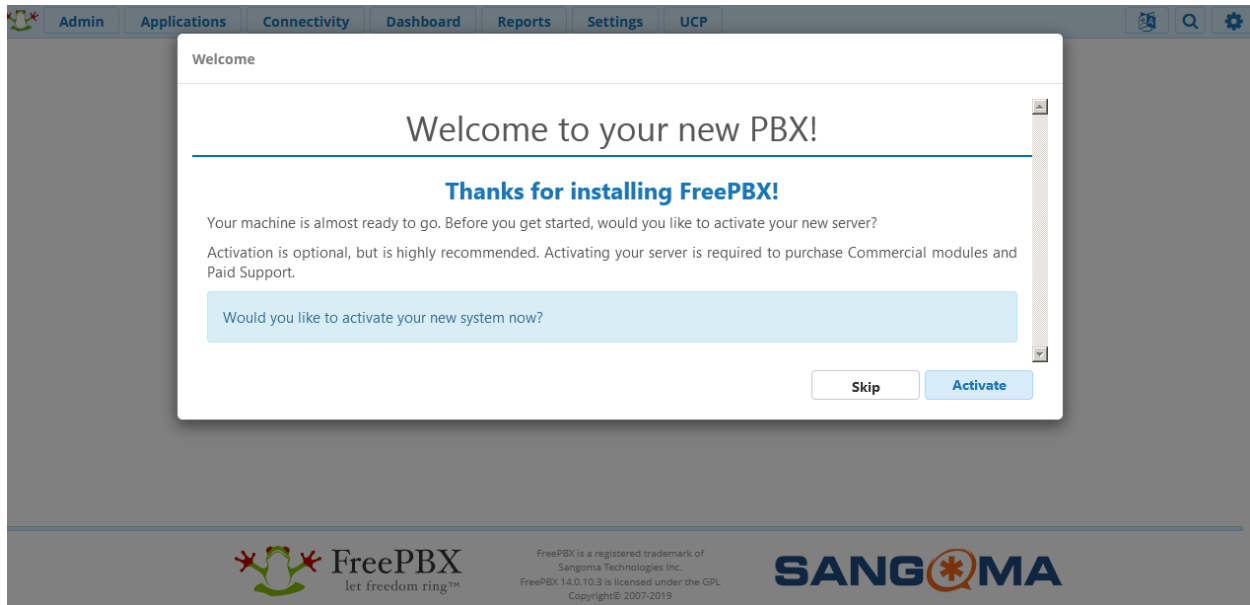 Admin Applications Connectivity Dashboard Reports Settings UCP
Welcome
Welcome to your new PBX!
Thanks for installing FreePBX!
Your machine is almost ready to go. Before you get started, would you like to activate your new server?
Activation is optional, but is highly recommended. Activating your server is required to purchase Commercial modules and
Paid Support.
Would you like to activate your new system now?
Skip Activate
FreePBX
let freedom ring™
FreePBX is a registered trademark of
Sangoma Technologies Inc.
FreePBX 14.0.10.3 is licensed under the GPL
Copyright© 2007-2019
SANGOMA